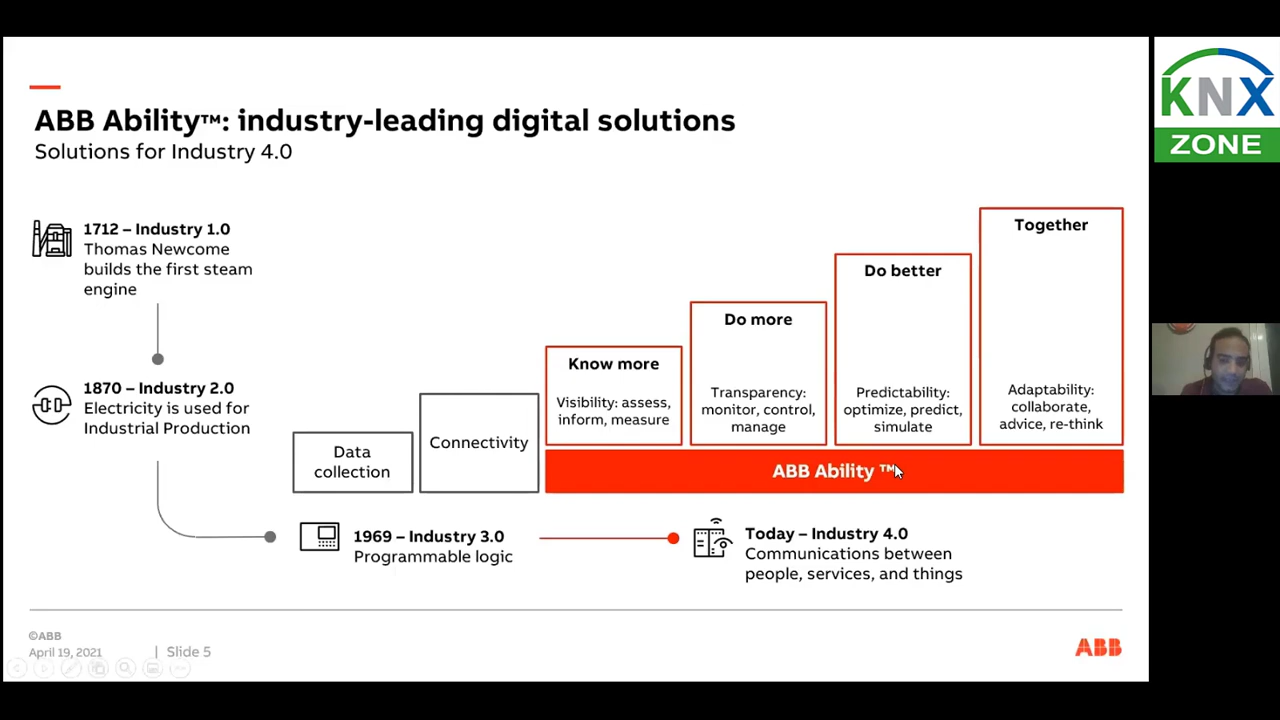 ABB Ability™: industry-leading digital solutions
Solutions for Industry 4.0
1712 – Industry 1.0
Thomas Newcome
builds the first steam
engine
1870 – Industry 2.0
Electricity is used for
Industrial Production
Data
collection
Connectivity
Know more
Visibility: assess,
inform, measure
Do more
Transparency:
monitor, control,
manage
Do better
Predictability:
optimize, predict,
simulate
Together
Adaptability:
collaborate,
advice, re-think
ABB Ability ™
1969 – Industry 3.0
Programmable logic
Today – Industry 4.0
Communications between
people, services, and things
©ABB
April 19, 2021 | Slide 5
ABB
KNX
ZONE